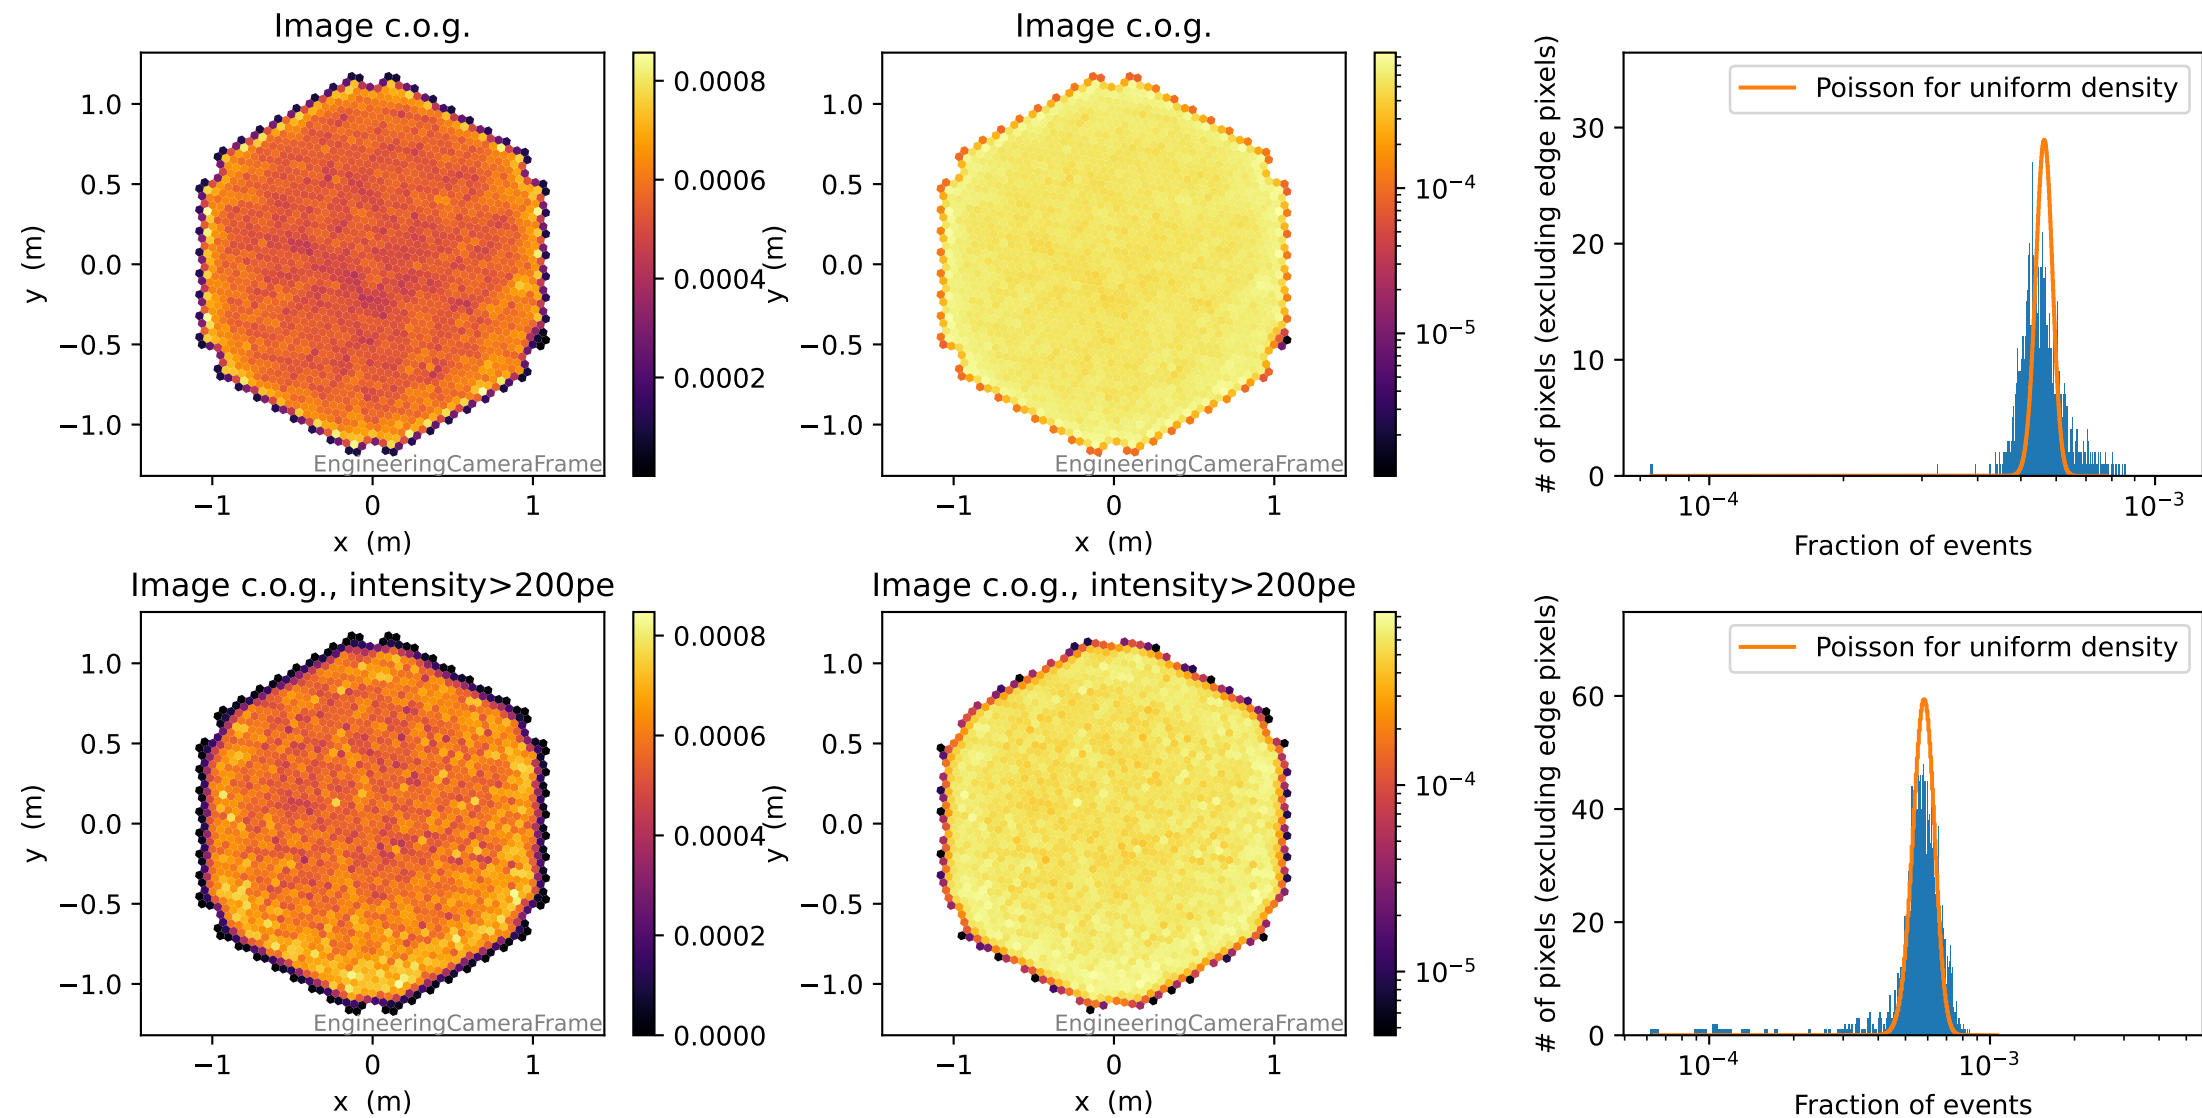 Image c.o.g.
y  (m)
1.0
0.5
0.0
−0.5
−1.0
−1
0
1
x  (m)
EngineeringCameraFrame
0.0008
0.0006
0.0004
0.0002
Image c.o.g.
y  (m)
1.0
0.5
0.0
−0.5
−1.0
−1
0
1
x  (m)
EngineeringCameraFrame
10⁻⁴
10⁻⁵
# of pixels (excluding edge pixels)
30
20
10
0
Poisson for uniform density
10⁻⁴
10⁻³
Fraction of events
Image c.o.g., intensity>200pe
y  (m)
1.0
0.5
0.0
−0.5
−1.0
−1
0
1
x  (m)
EngineeringCameraFrame
0.0008
0.0006
0.0004
0.0002
0.0000
Image c.o.g., intensity>200pe
y  (m)
1.0
0.5
0.0
−0.5
−1.0
−1
0
1
x  (m)
EngineeringCameraFrame
10⁻⁴
10⁻⁵
# of pixels (excluding edge pixels)
60
40
20
0
Poisson for uniform density
10⁻⁴
10⁻³
Fraction of events